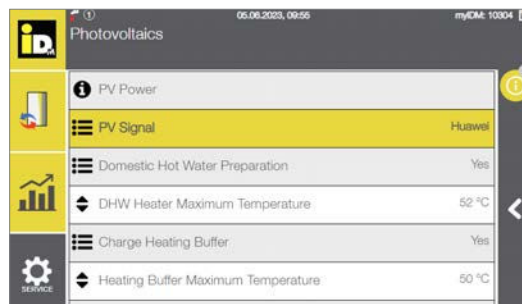 ①
05.06.2023, 09:55
myIDM: 10304
iD
M
Photovoltaics
PV Power
PV Signal Huawei
Domestic Hot Water Preparation Yes
DHW Heater Maximum Temperature 52 °C
Charge Heating Buffer Yes
Heating Buffer Maximum Temperature 50 °C
SERVICE